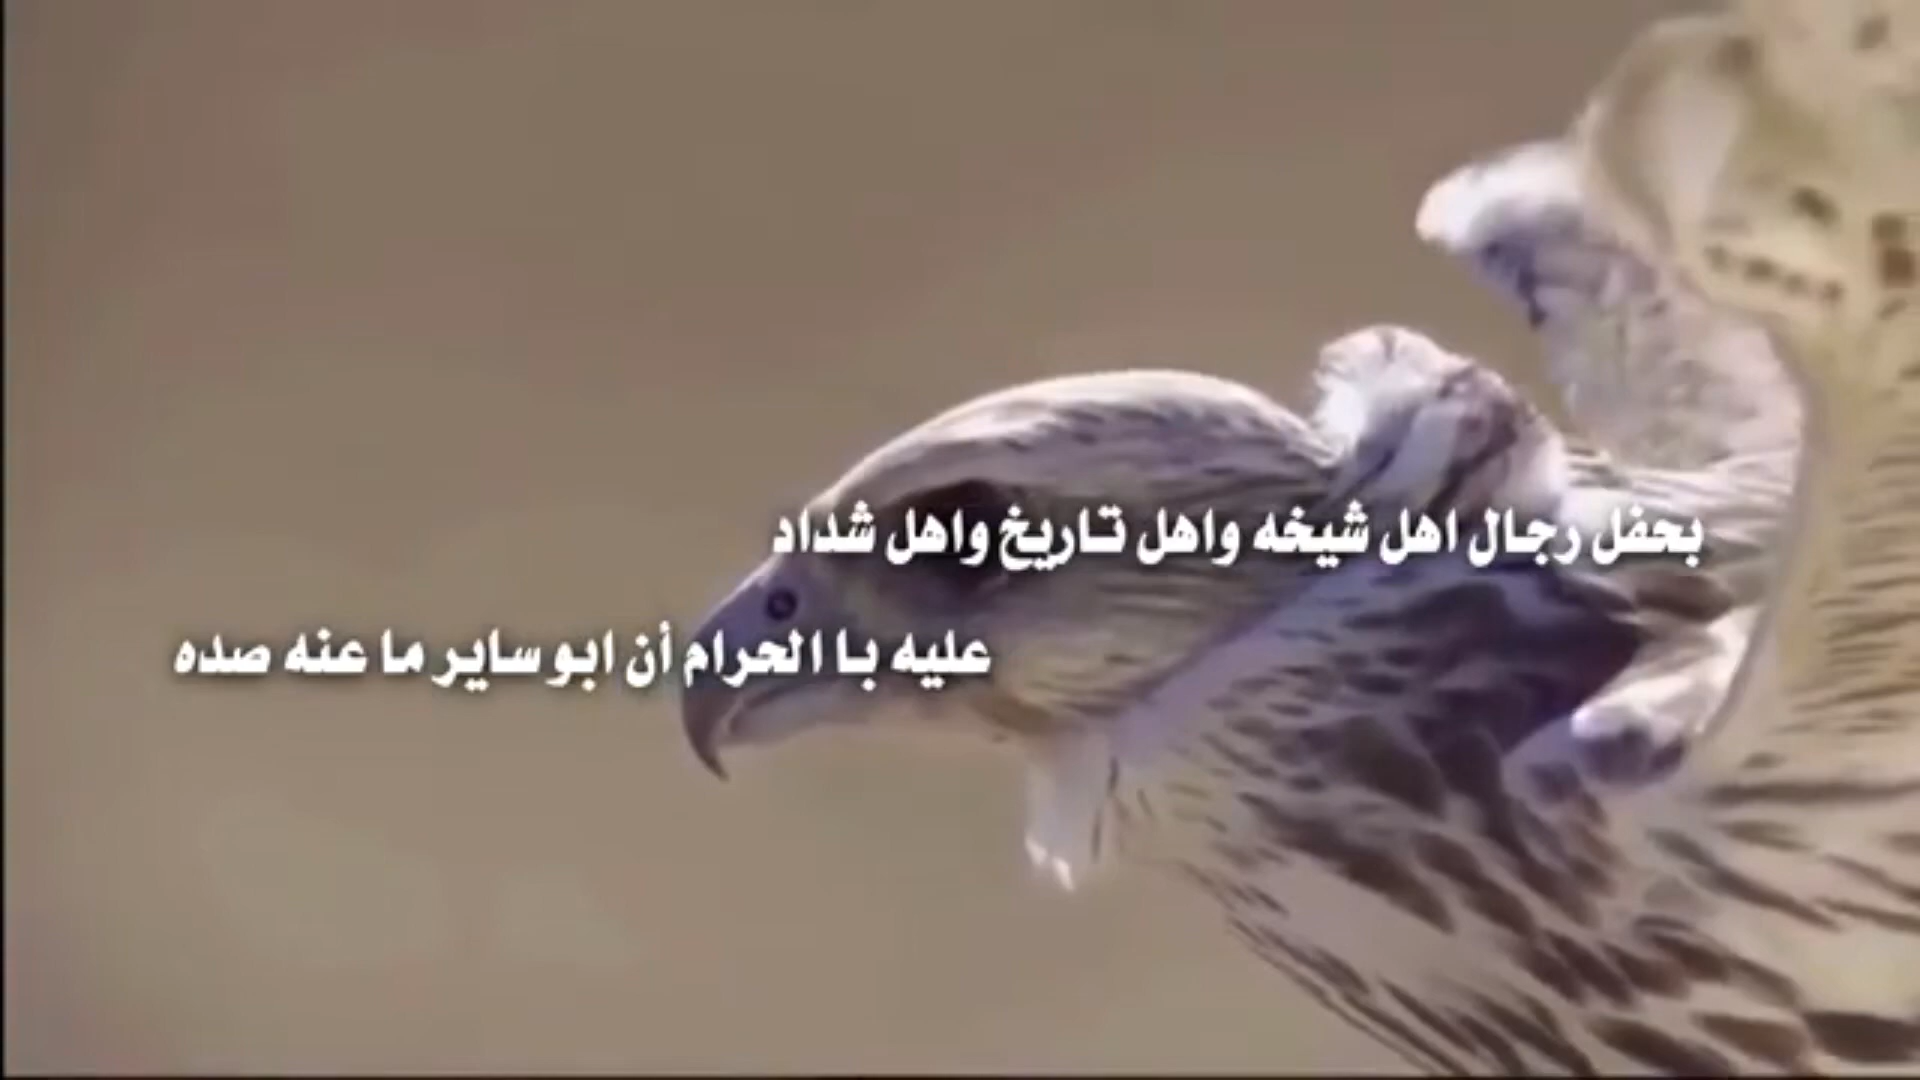 بحفل رجال اهل شيخه واهل تاريخ واهل شداد
عليه با الحرام أن ابو ساير ما عنه صده